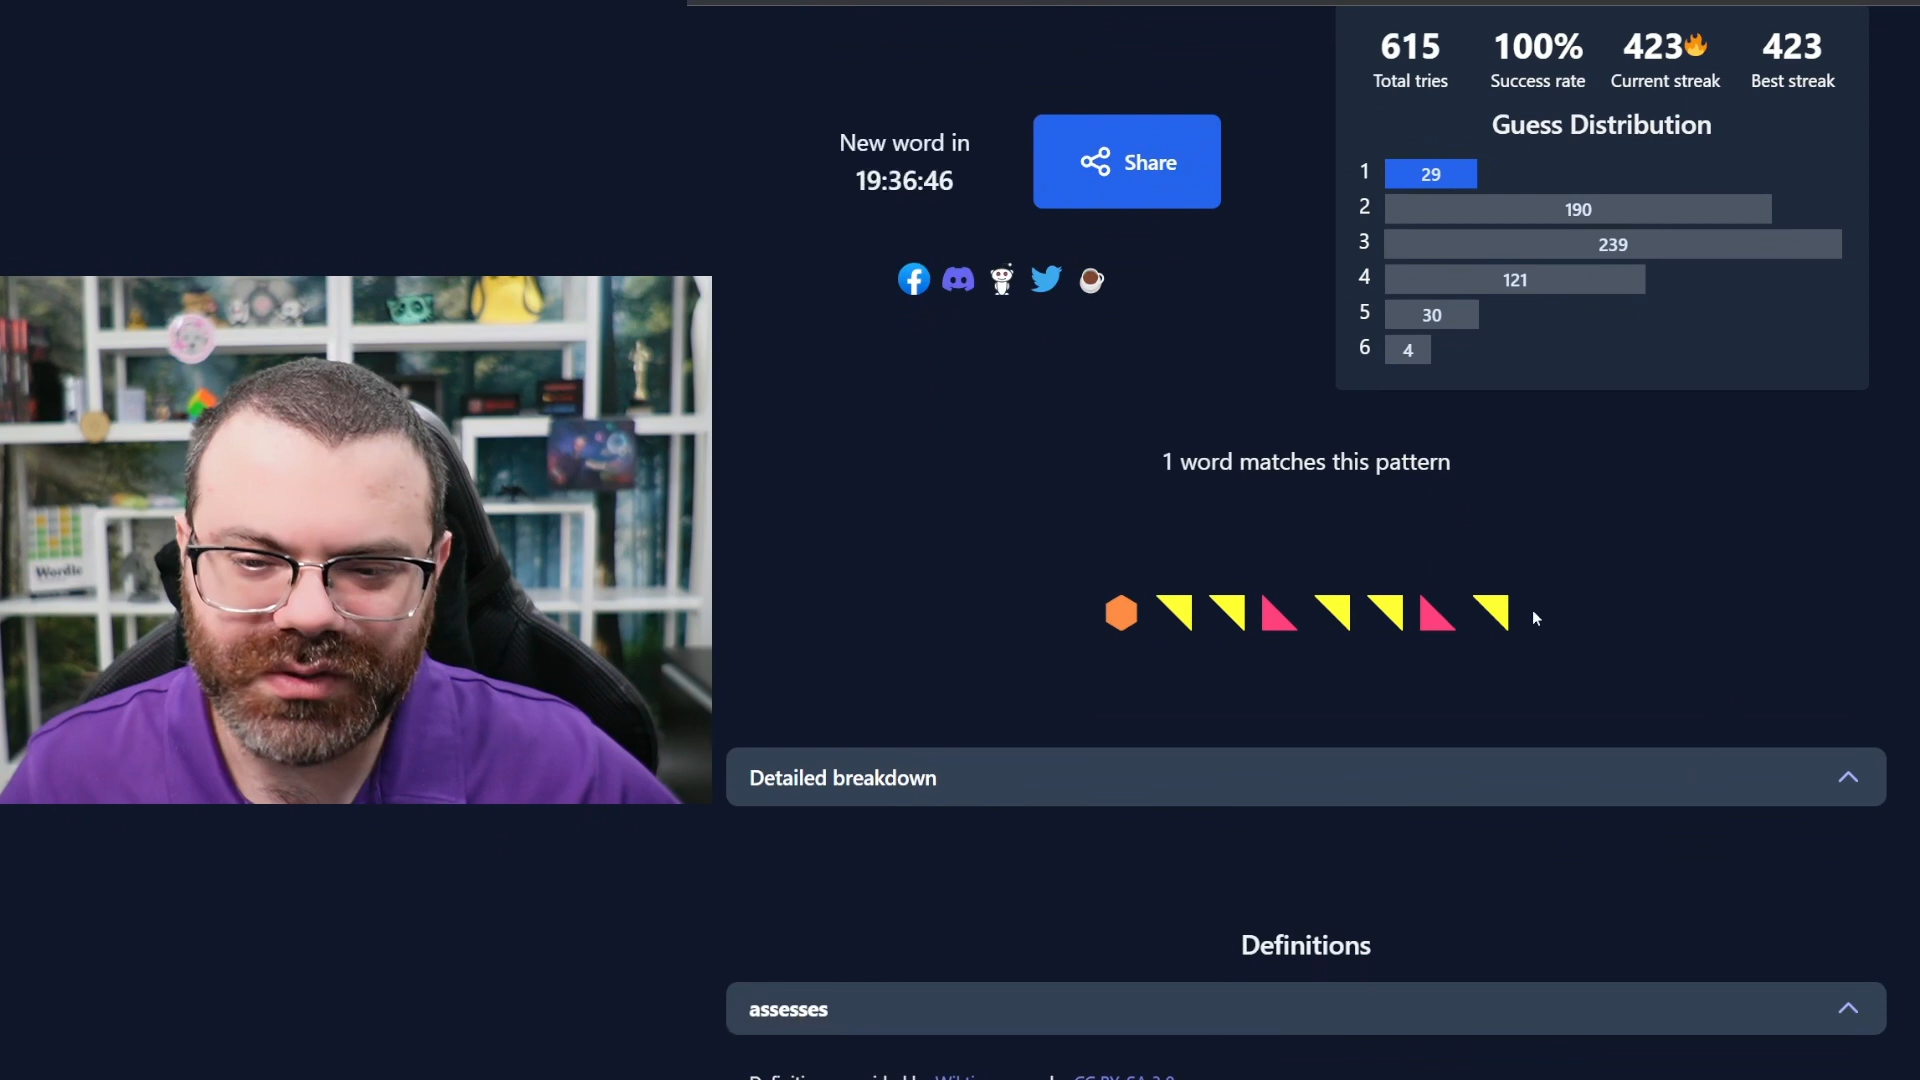 615 100% 423🔥 423
Total tries Success rate Current streak Best streak
Guess Distribution
1 29
2 190
3 239
4 121
5 30
6 4
New word in
19:36:46
Share
1 word matches this pattern
Wordle
Detailed breakdown
Definitions
assesses